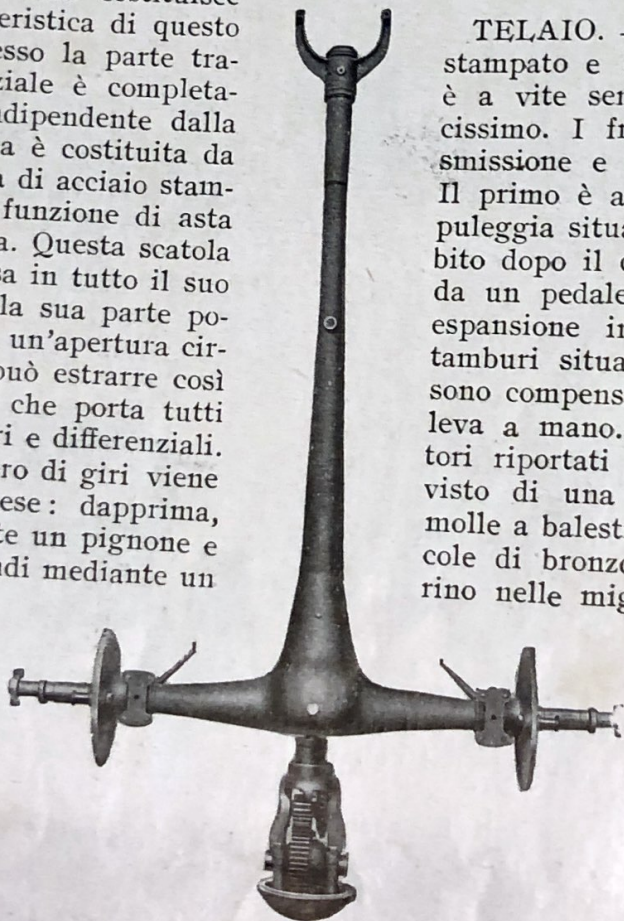 eristica di questo
esso la parte tra-
ziale è completa-
ndipendente dalla
a è costituita da
a di acciaio stam-
funzione di asta
a. Questa scatola
sa in tutto il suo
la sua parte po-
un'apertura cir-
può estrarre così
che porta tutti
ri e differenziali.
ro di giri viene
ese: dapprima,
te un pignone e
ndi mediante un
TELAIO. -
stampato e
è a vite sen
cissimo. I fr
smissione e
Il primo è a
puleggia situa
bito dopo il
da un pedale
espansione in
tamburi situa
sono compens
leva a mano.
tori riportati
visto di una
molle a balest
cole di bronzo
rino nelle mig